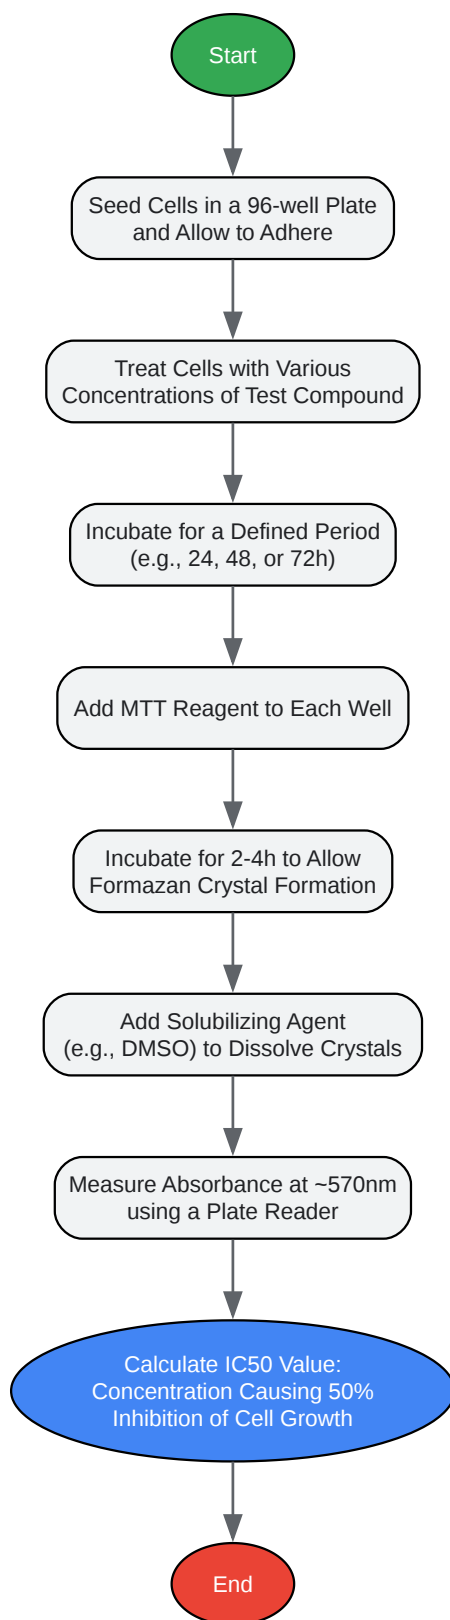 Start
Seed Cells in a 96-well Plate
and Allow to Adhere
Treat Cells with Various
Concentrations of Test Compound
Incubate for a Defined Period
(e.g., 24, 48, or 72h)
Add MTT Reagent to Each Well
Incubate for 2-4h to Allow
Formazan Crystal Formation
Add Solubilizing Agent
(e.g., DMSO) to Dissolve Crystals
Measure Absorbance at ~570nm
using a Plate Reader
Calculate IC50 Value:
Concentration Causing 50%
Inhibition of Cell Growth
End